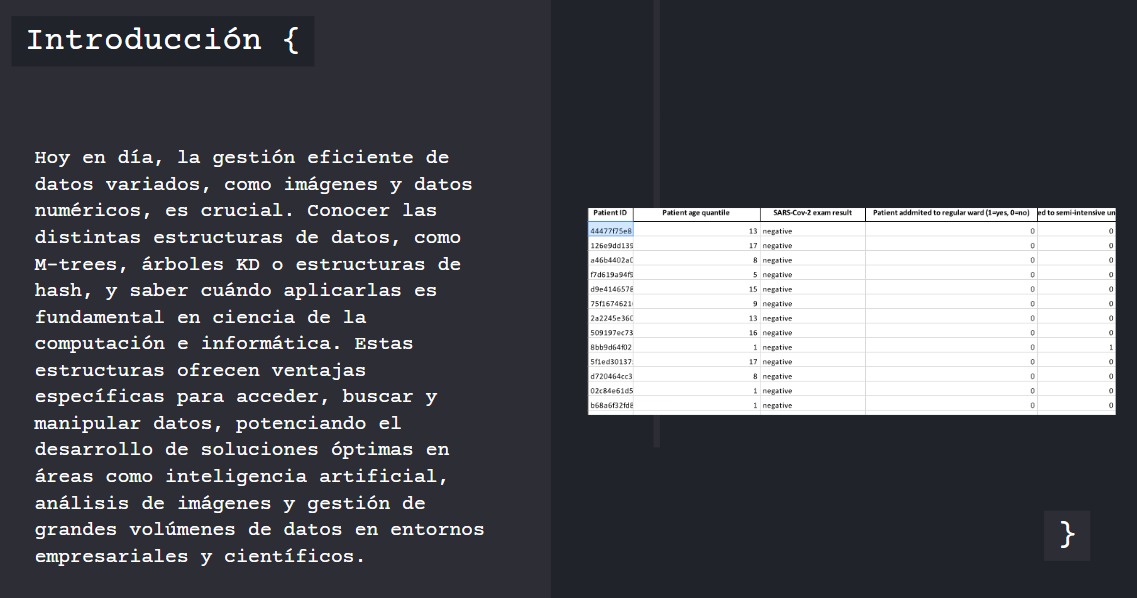 Introducción {
Hoy en día, la gestión eficiente de
datos variados, como imágenes y datos
numéricos, es crucial. Conocer las
distintas estructuras de datos, como
M-trees, árboles KD o estructuras de
hash, y saber cuándo aplicarlas es
fundamental en ciencia de la
computación e informática. Estas
estructuras ofrecen ventajas
específicas para acceder, buscar y
manipular datos, potenciando el
desarrollo de soluciones óptimas en
áreas como inteligencia artificial,
análisis de imágenes y gestión de
grandes volúmenes de datos en entornos
empresariales y científicos.
Patient ID Patient age quantile SARS-Cov-2 exam result Patient addmited to regular ward (1=yes, 0=no) ed to semi-intensive un
44477f75e8 13 negative 0 0
126e9dd139 17 negative 0 0
a46b4402a0 8 negative 0 0
f7d619a94f9 5 negative 0 0
d9e4146578 15 negative 0 0
75f1674621 9 negative 0 0
2a2245e360 13 negative 0 0
509197ec73 16 negative 0 0
8bb9d64f02 1 negative 0 1
5f1ed30137 17 negative 0 0
d720464cc3 8 negative 0 0
02c84e61d5 1 negative 0 0
b68a6f32fd8 1 negative 0 0
}